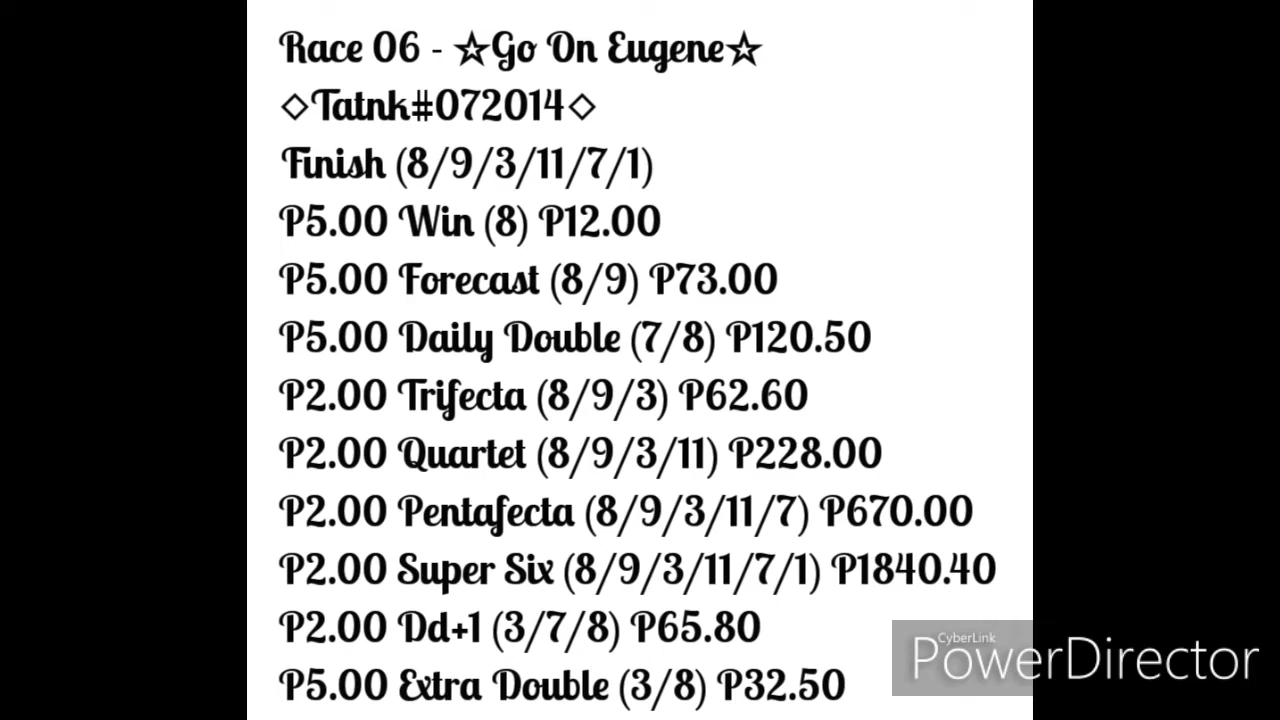 Race 06 - ☆Go On Eugene☆
◇Tatnk#072014◇
Finish (8/9/3/11/7/1)
P5.00 Win (8) P12.00
P5.00 Forecast (8/9) P73.00
P5.00 Daily Double (7/8) P120.50
P2.00 Trifecta (8/9/3) P62.60
P2.00 Quartet (8/9/3/11) P228.00
P2.00 Pentafecta (8/9/3/11/7) P670.00
P2.00 Super Six (8/9/3/11/7/1) P1840.40
P2.00 Dd+1 (3/7/8) P65.80
P5.00 Extra Double (3/8) P32.50
CyberLink
PowerDirector